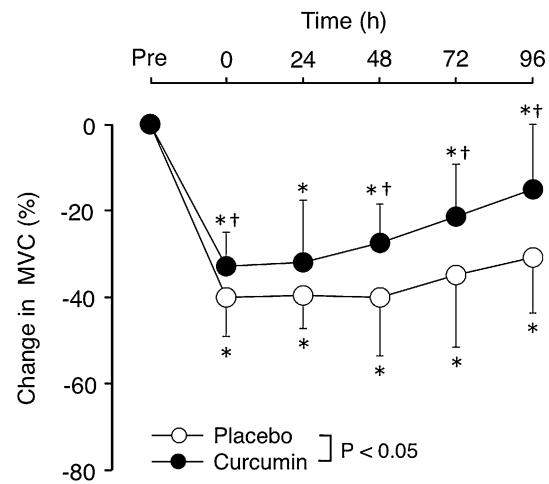 Time (h)
Pre 0 24 48 72 96
Change in MVC (%)
0
-20
-40
-60
-80
*†
*
*†
*†
*†
*
*
*
*
*
Placebo
Curcumin
P < 0.05